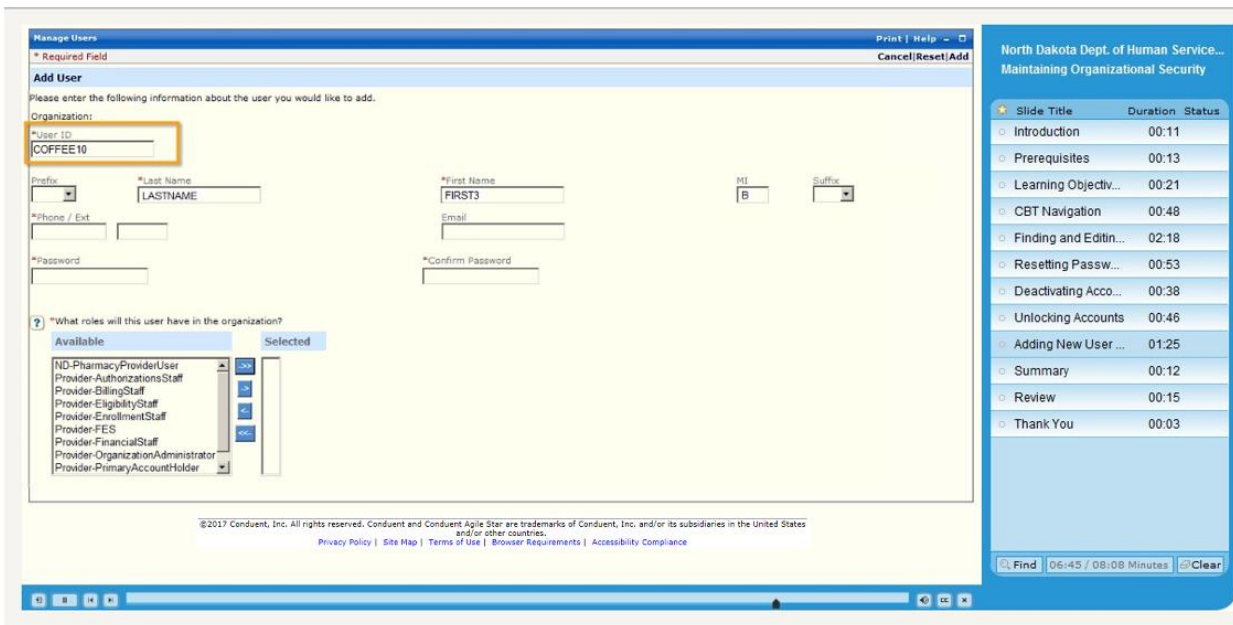 Manage Users
Print | Help - 
* Required Field
Cancel|Reset|Add
Add User
Please enter the following information about the user you would like to add.
Organization:
*User ID
COFFEE10
Prefix *Last Name *First Name MI Suffix
LASTNAME FIRST3 B
*Phone / Ext Email
*Password *Confirm Password
? *What roles will this user have in the organization?
Available Selected
ND-PharmacyProviderUser
Provider-AuthorizationsStaff
Provider-BillingStaff
Provider-EligibilityStaff
Provider-EnrollmentStaff
Provider-FES
Provider-FinancialStaff
Provider-OrganizationAdministrator
Provider-PrimaryAccountHolder
->>
->
<-
<<-
©2017 Conduent, Inc. All rights reserved. Conduent and Conduent Agile Star are trademarks of Conduent, Inc. and/or its subsidiaries in the United States
and/or other countries.
Privacy Policy | Site Map | Terms of Use | Browser Requirements | Accessibility Compliance
CC
North Dakota Dept. of Human Service...
Maintaining Organizational Security
Slide Title Duration Status
Introduction 00:11
Prerequisites 00:13
Learning Objectiv... 00:21
CBT Navigation 00:48
Finding and Editin... 02:18
Resetting Passw... 00:53
Deactivating Acco... 00:38
Unlocking Accounts 00:46
Adding New User ... 01:25
Summary 00:12
Review 00:15
Thank You 00:03
Find 06:45 / 08:08 Minutes Clear